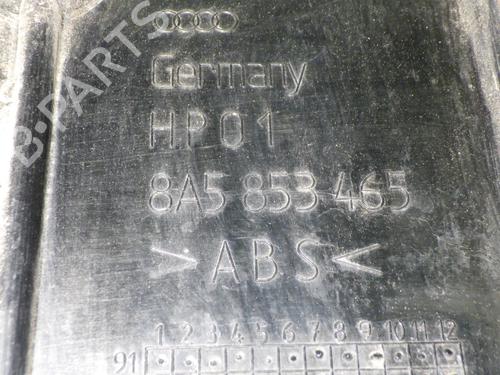 B-PARTS
Germany
HP01
8A5 853 465
>ABS<
1 2 3 4 5 6 7 8 9 10 11 12
91